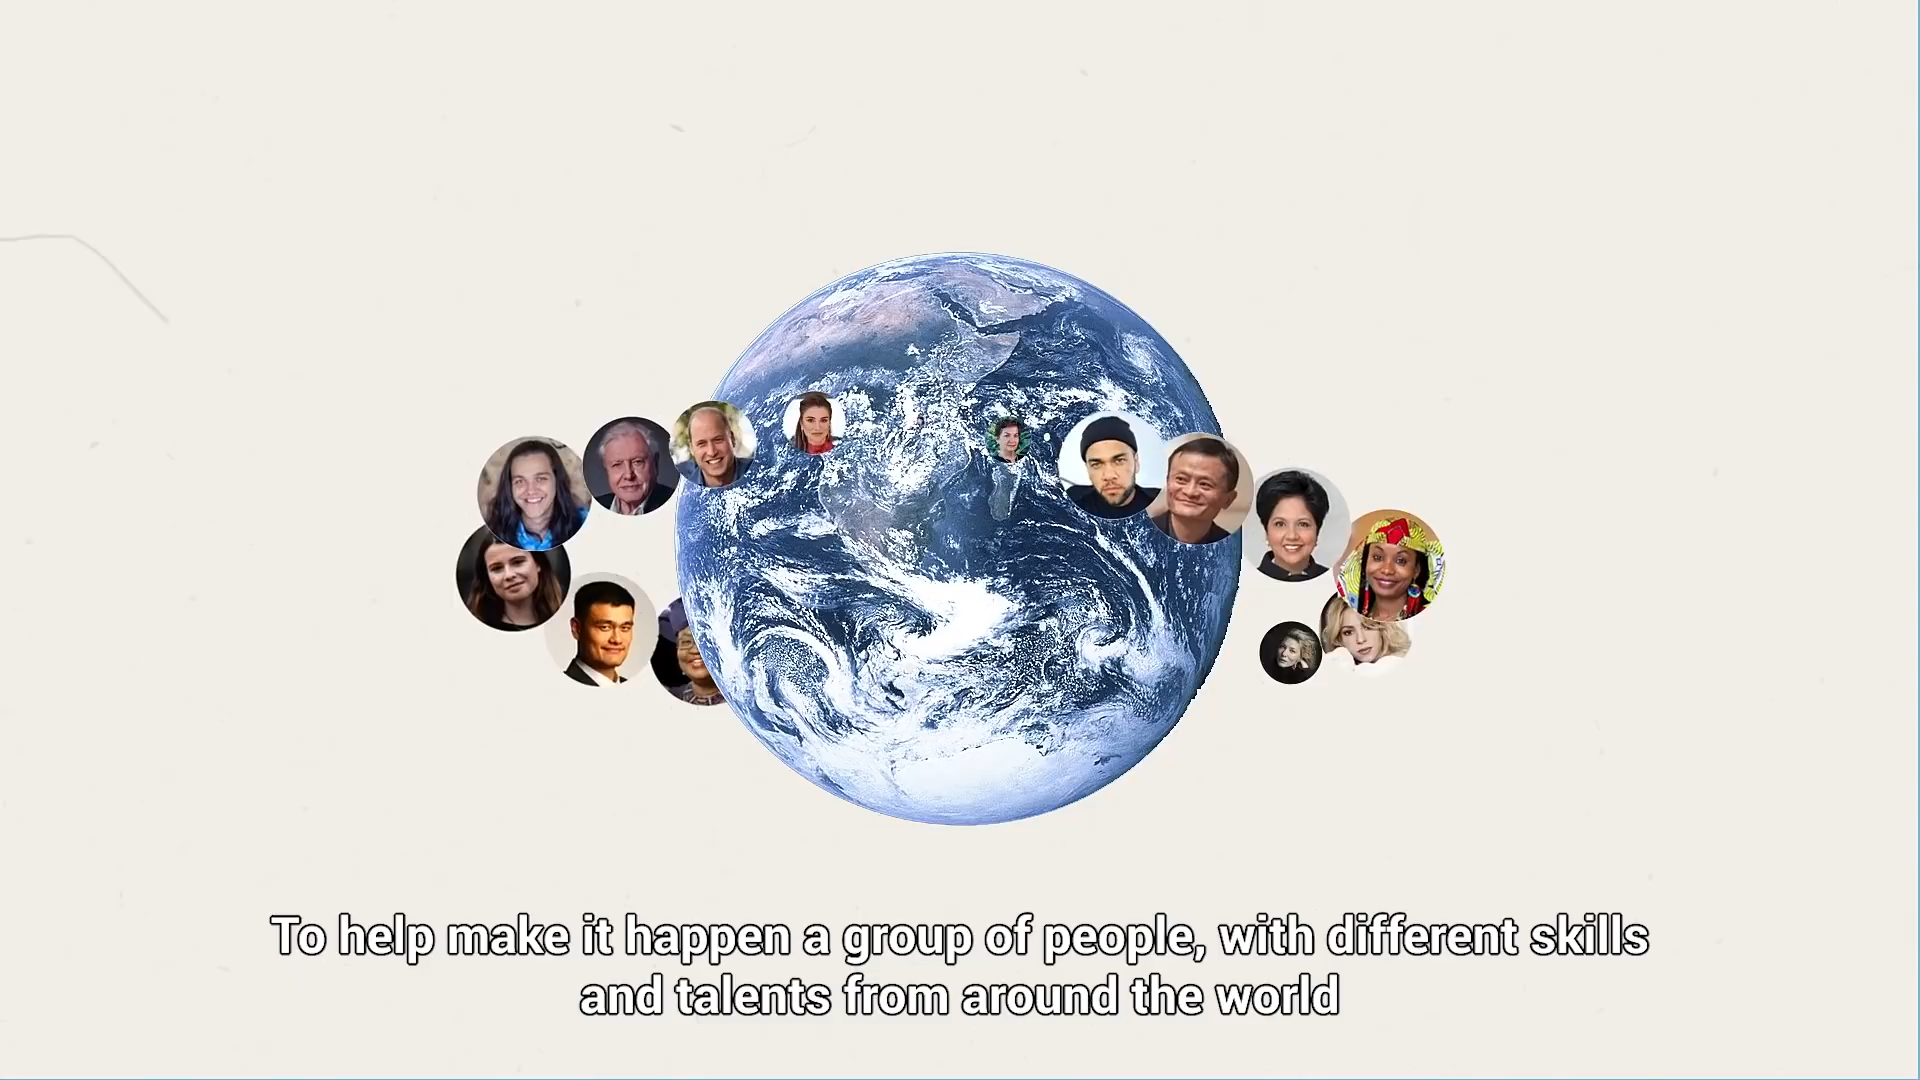 To help make it happen a group of people, with different skills
and talents from around the world